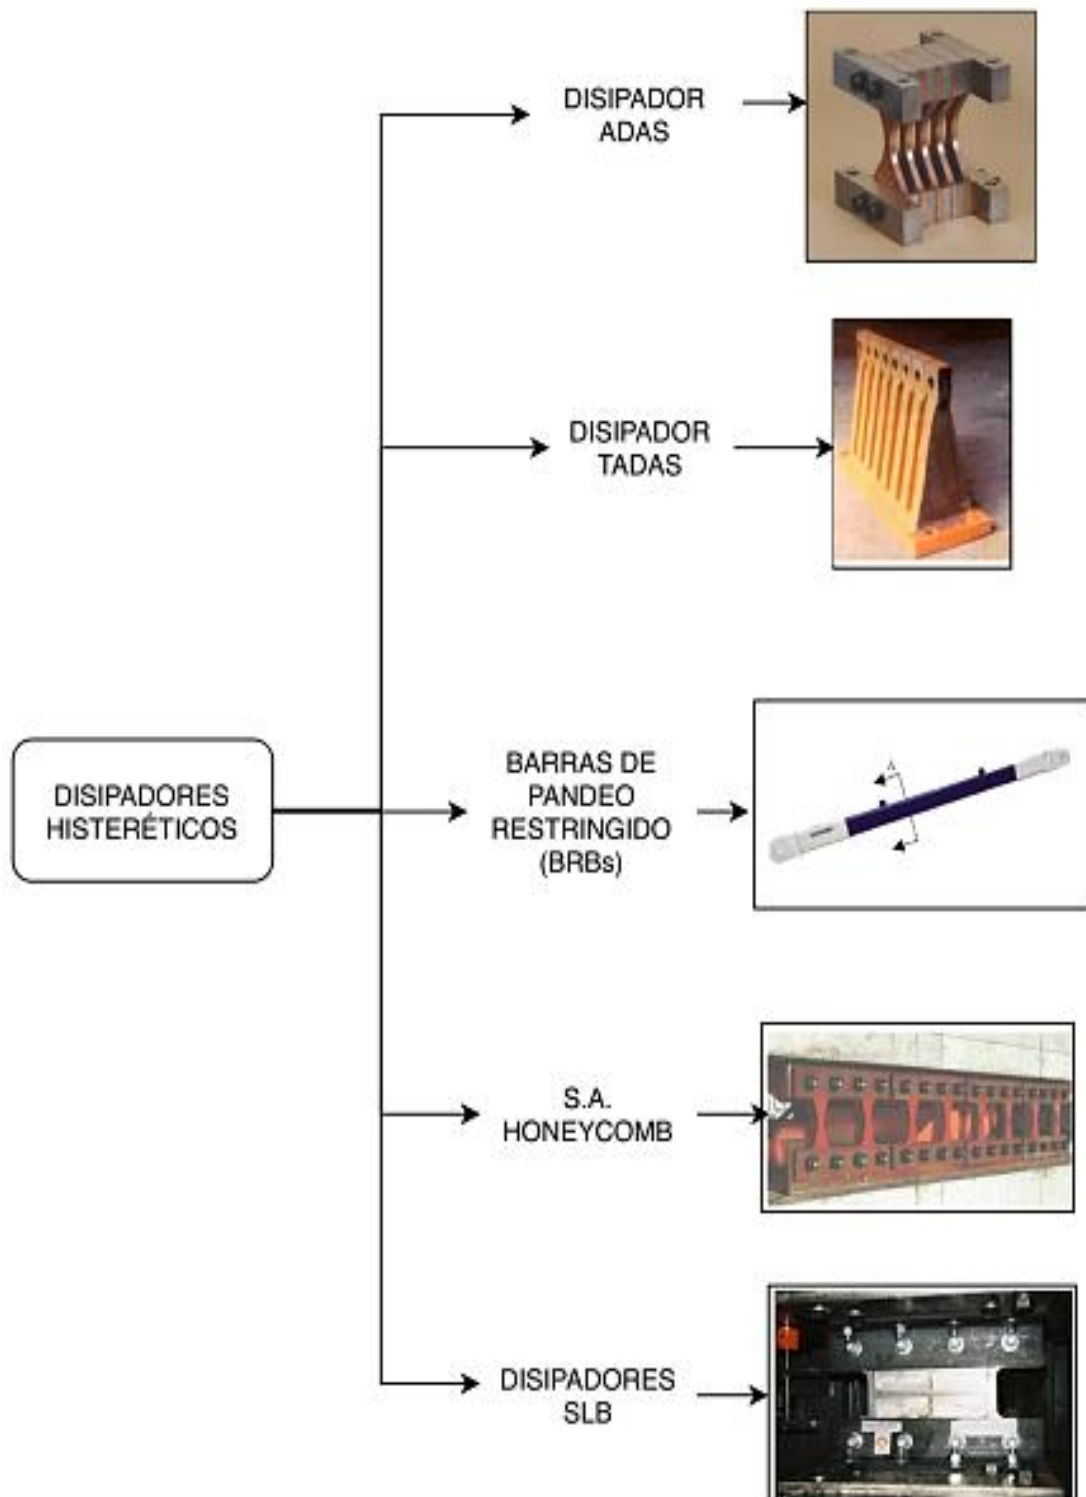 DISIPADOR
ADAS
DISIPADOR
TADAS
DISIPADORES
HISTERÉTICOS
BARRAS DE
PANDEO
RESTRINGIDO
(BRBs)
S.A.
HONEYCOMB
DISIPADORES
SLB